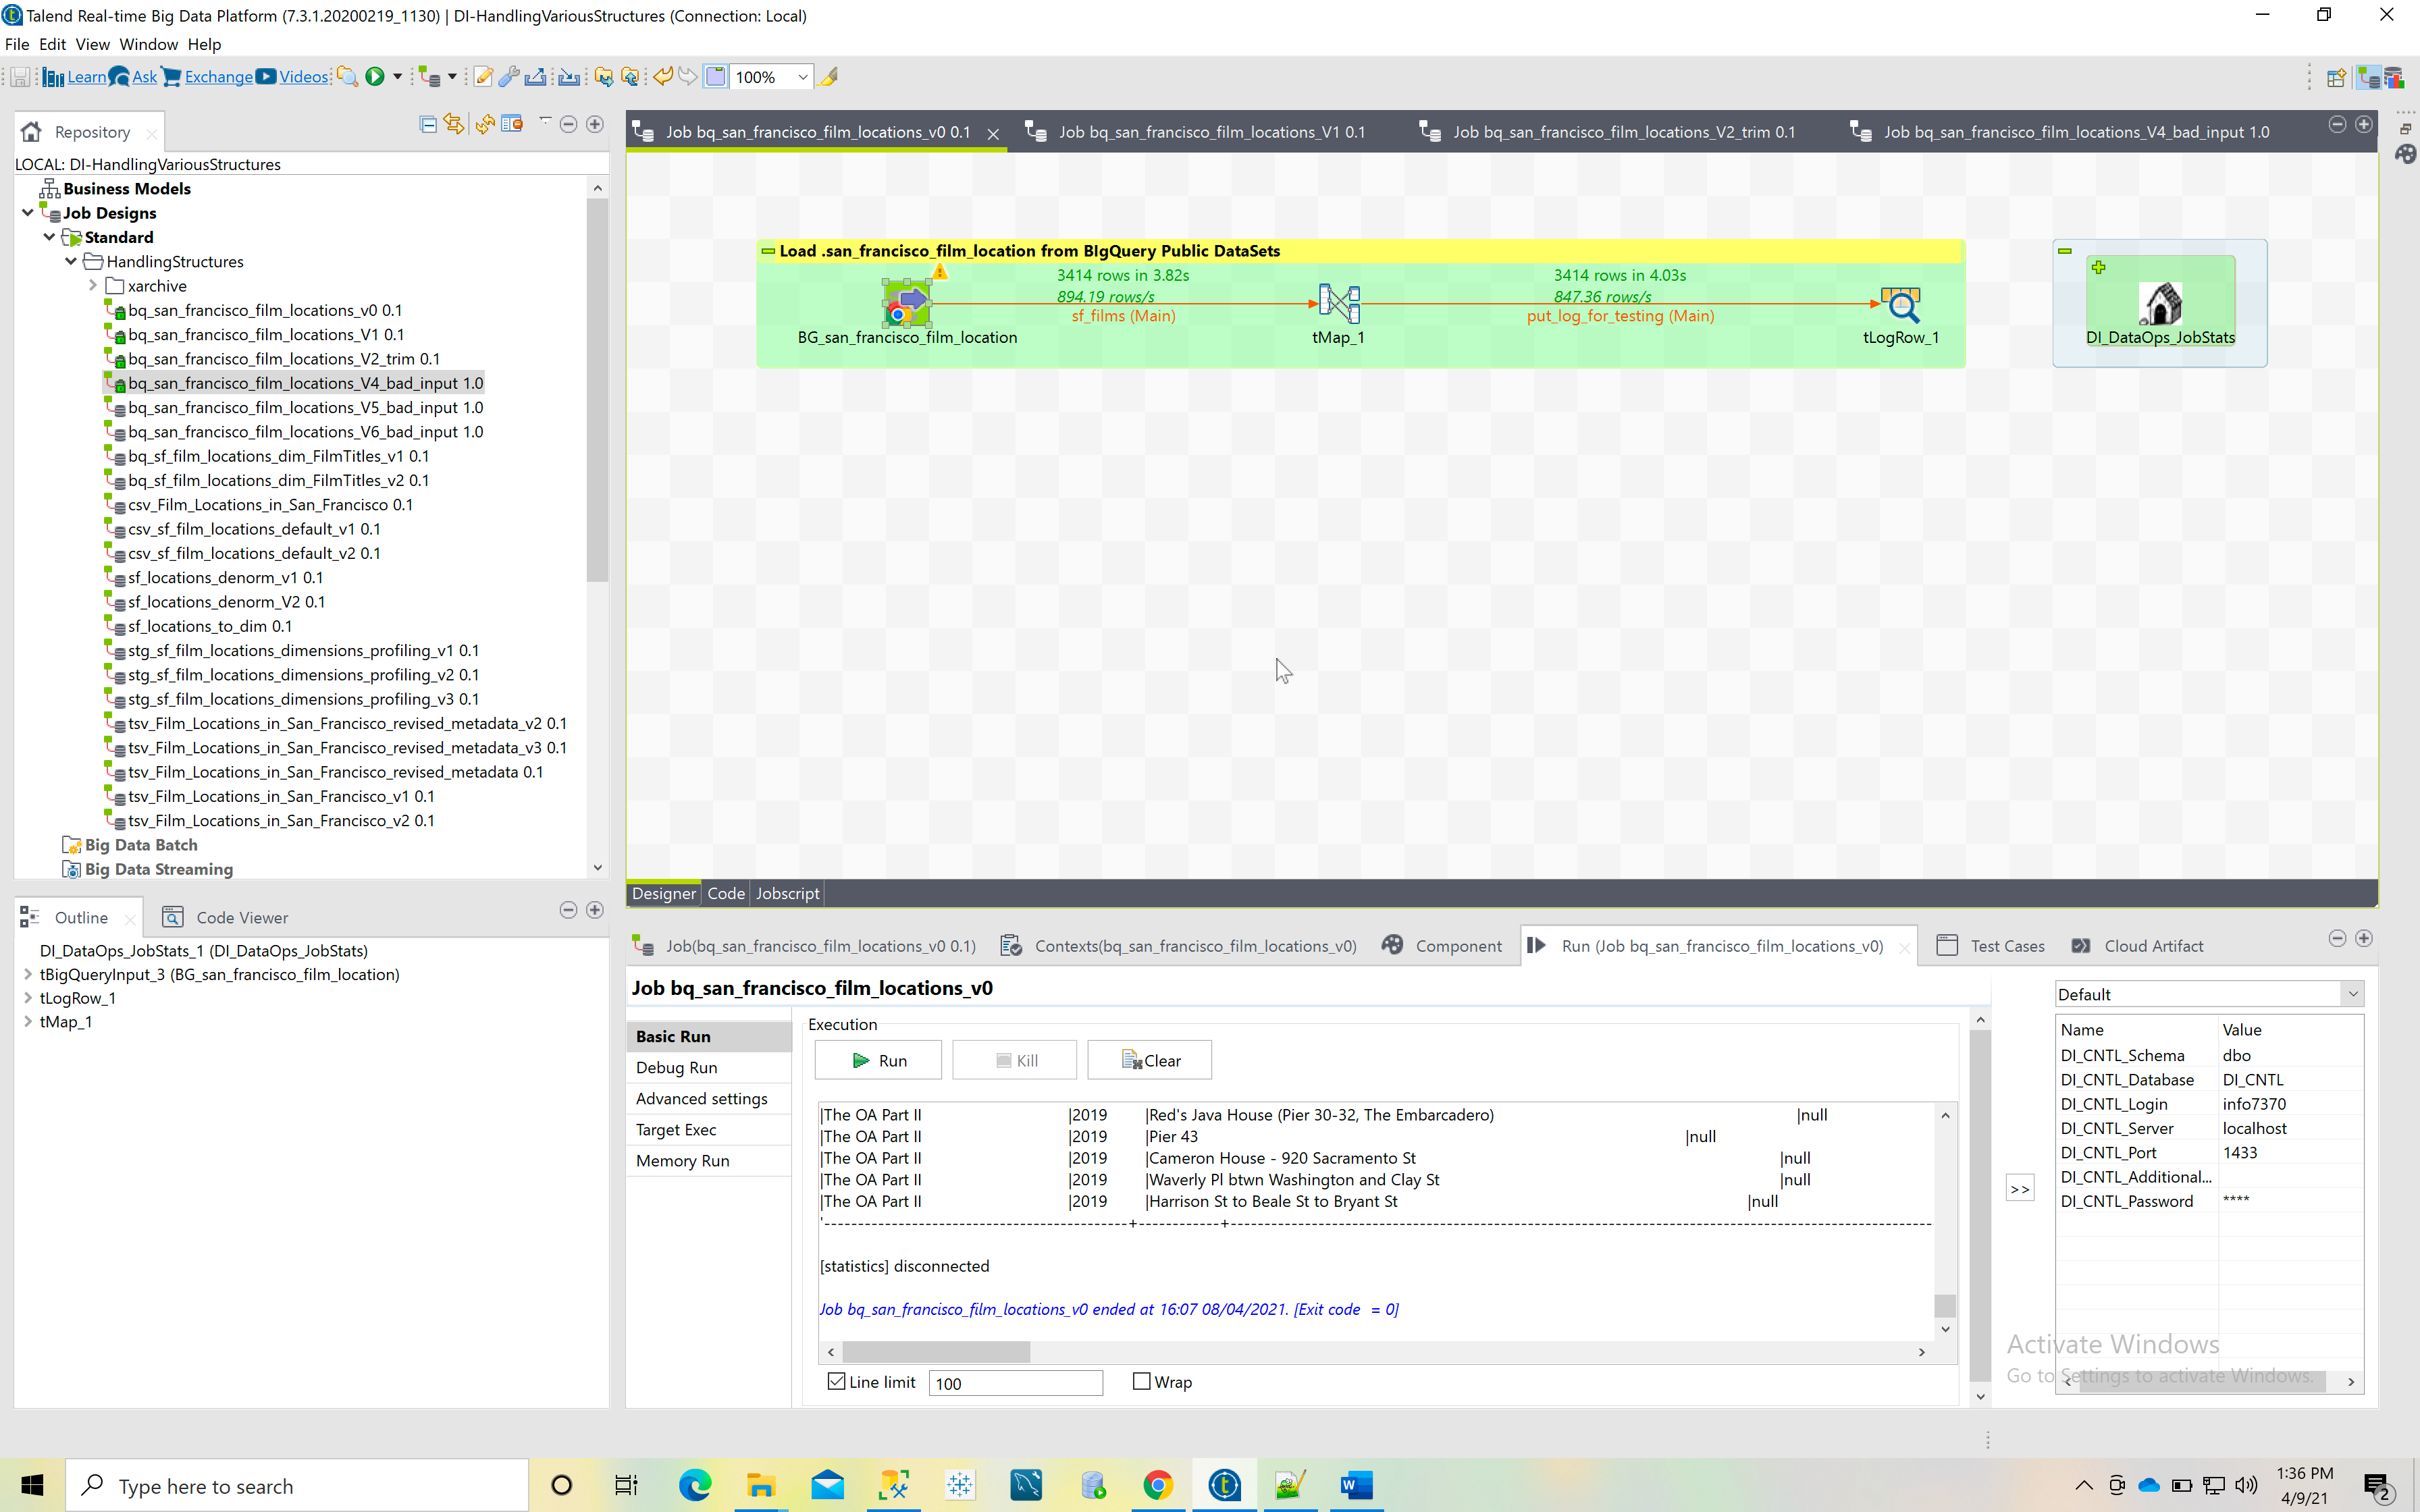 Talend Real-time Big Data Platform (7.3.1.20200219_1130) | DI-HandlingVariousStructures (Connection: Local)
File Edit View Window Help
Learn Ask Exchange Videos 100%
Repository
LOCAL: DI-HandlingVariousStructures
Business Models
Job Designs
Standard
HandlingStructures
xarchive
bq_san_francisco_film_locations_v0 0.1
bq_san_francisco_film_locations_V1 0.1
bq_san_francisco_film_locations_V2_trim 0.1
bq_san_francisco_film_locations_V4_bad_input 1.0
bq_san_francisco_film_locations_V5_bad_input 1.0
bq_san_francisco_film_locations_V6_bad_input 1.0
bq_sf_film_locations_dim_FilmTitles_v1 0.1
bq_sf_film_locations_dim_FilmTitles_v2 0.1
csv_Film_Locations_in_San_Francisco 0.1
csv_sf_film_locations_default_v1 0.1
csv_sf_film_locations_default_v2 0.1
sf_locations_denorm_v1 0.1
sf_locations_denorm_V2 0.1
sf_locations_to_dim 0.1
stg_sf_film_locations_dimensions_profiling_v1 0.1
stg_sf_film_locations_dimensions_profiling_v2 0.1
stg_sf_film_locations_dimensions_profiling_v3 0.1
tsv_Film_Locations_in_San_Francisco_revised_metadata_v2 0.1
tsv_Film_Locations_in_San_Francisco_revised_metadata_v3 0.1
tsv_Film_Locations_in_San_Francisco_revised_metadata 0.1
tsv_Film_Locations_in_San_Francisco_v1 0.1
tsv_Film_Locations_in_San_Francisco_v2 0.1
Big Data Batch
Big Data Streaming
Outline Code Viewer
DI_DataOps_JobStats_1 (DI_DataOps_JobStats)
tBigQueryInput_3 (BG_san_francisco_film_location)
tLogRow_1
tMap_1
Job bq_san_francisco_film_locations_v0 0.1 Job bq_san_francisco_film_locations_V1 0.1 Job bq_san_francisco_film_locations_V2_trim 0.1 Job bq_san_francisco_film_locations_V4_bad_input 1.0
Load .san_francisco_film_location from BIgQuery Public DataSets
3414 rows in 3.82s 3414 rows in 4.03s
894.19 rows/s 847.36 rows/s
sf_films (Main) put_log_for_testing (Main)
BG_san_francisco_film_location tMap_1 tLogRow_1 DI_DataOps_JobStats
Designer Code Jobscript
Job(bq_san_francisco_film_locations_v0 0.1) Contexts(bq_san_francisco_film_locations_v0) Component Run (Job bq_san_francisco_film_locations_v0) Test Cases Cloud Artifact
Job bq_san_francisco_film_locations_v0
Basic Run
Debug Run
Advanced settings
Target Exec
Memory Run
Execution
Run Kill Clear
|The OA Part II |2019 |Red's Java House (Pier 30-32, The Embarcadero) |null
|The OA Part II |2019 |Pier 43 |null
|The OA Part II |2019 |Cameron House - 920 Sacramento St |null
|The OA Part II |2019 |Waverly Pl btwn Washington and Clay St |null
|The OA Part II |2019 |Harrison St to Beale St to Bryant St |null
[statistics] disconnected
Job bq_san_francisco_film_locations_v0 ended at 16:07 08/04/2021. [Exit code = 0]
Line limit 100 Wrap
>>
Default
Name Value
DI_CNTL_Schema dbo
DI_CNTL_Database DI_CNTL
DI_CNTL_Login info7370
DI_CNTL_Server localhost
DI_CNTL_Port 1433
DI_CNTL_Additional...
DI_CNTL_Password ****
Activate Windows
Go to Settings to activate Windows.
Type here to search
1:36 PM
4/9/21
2